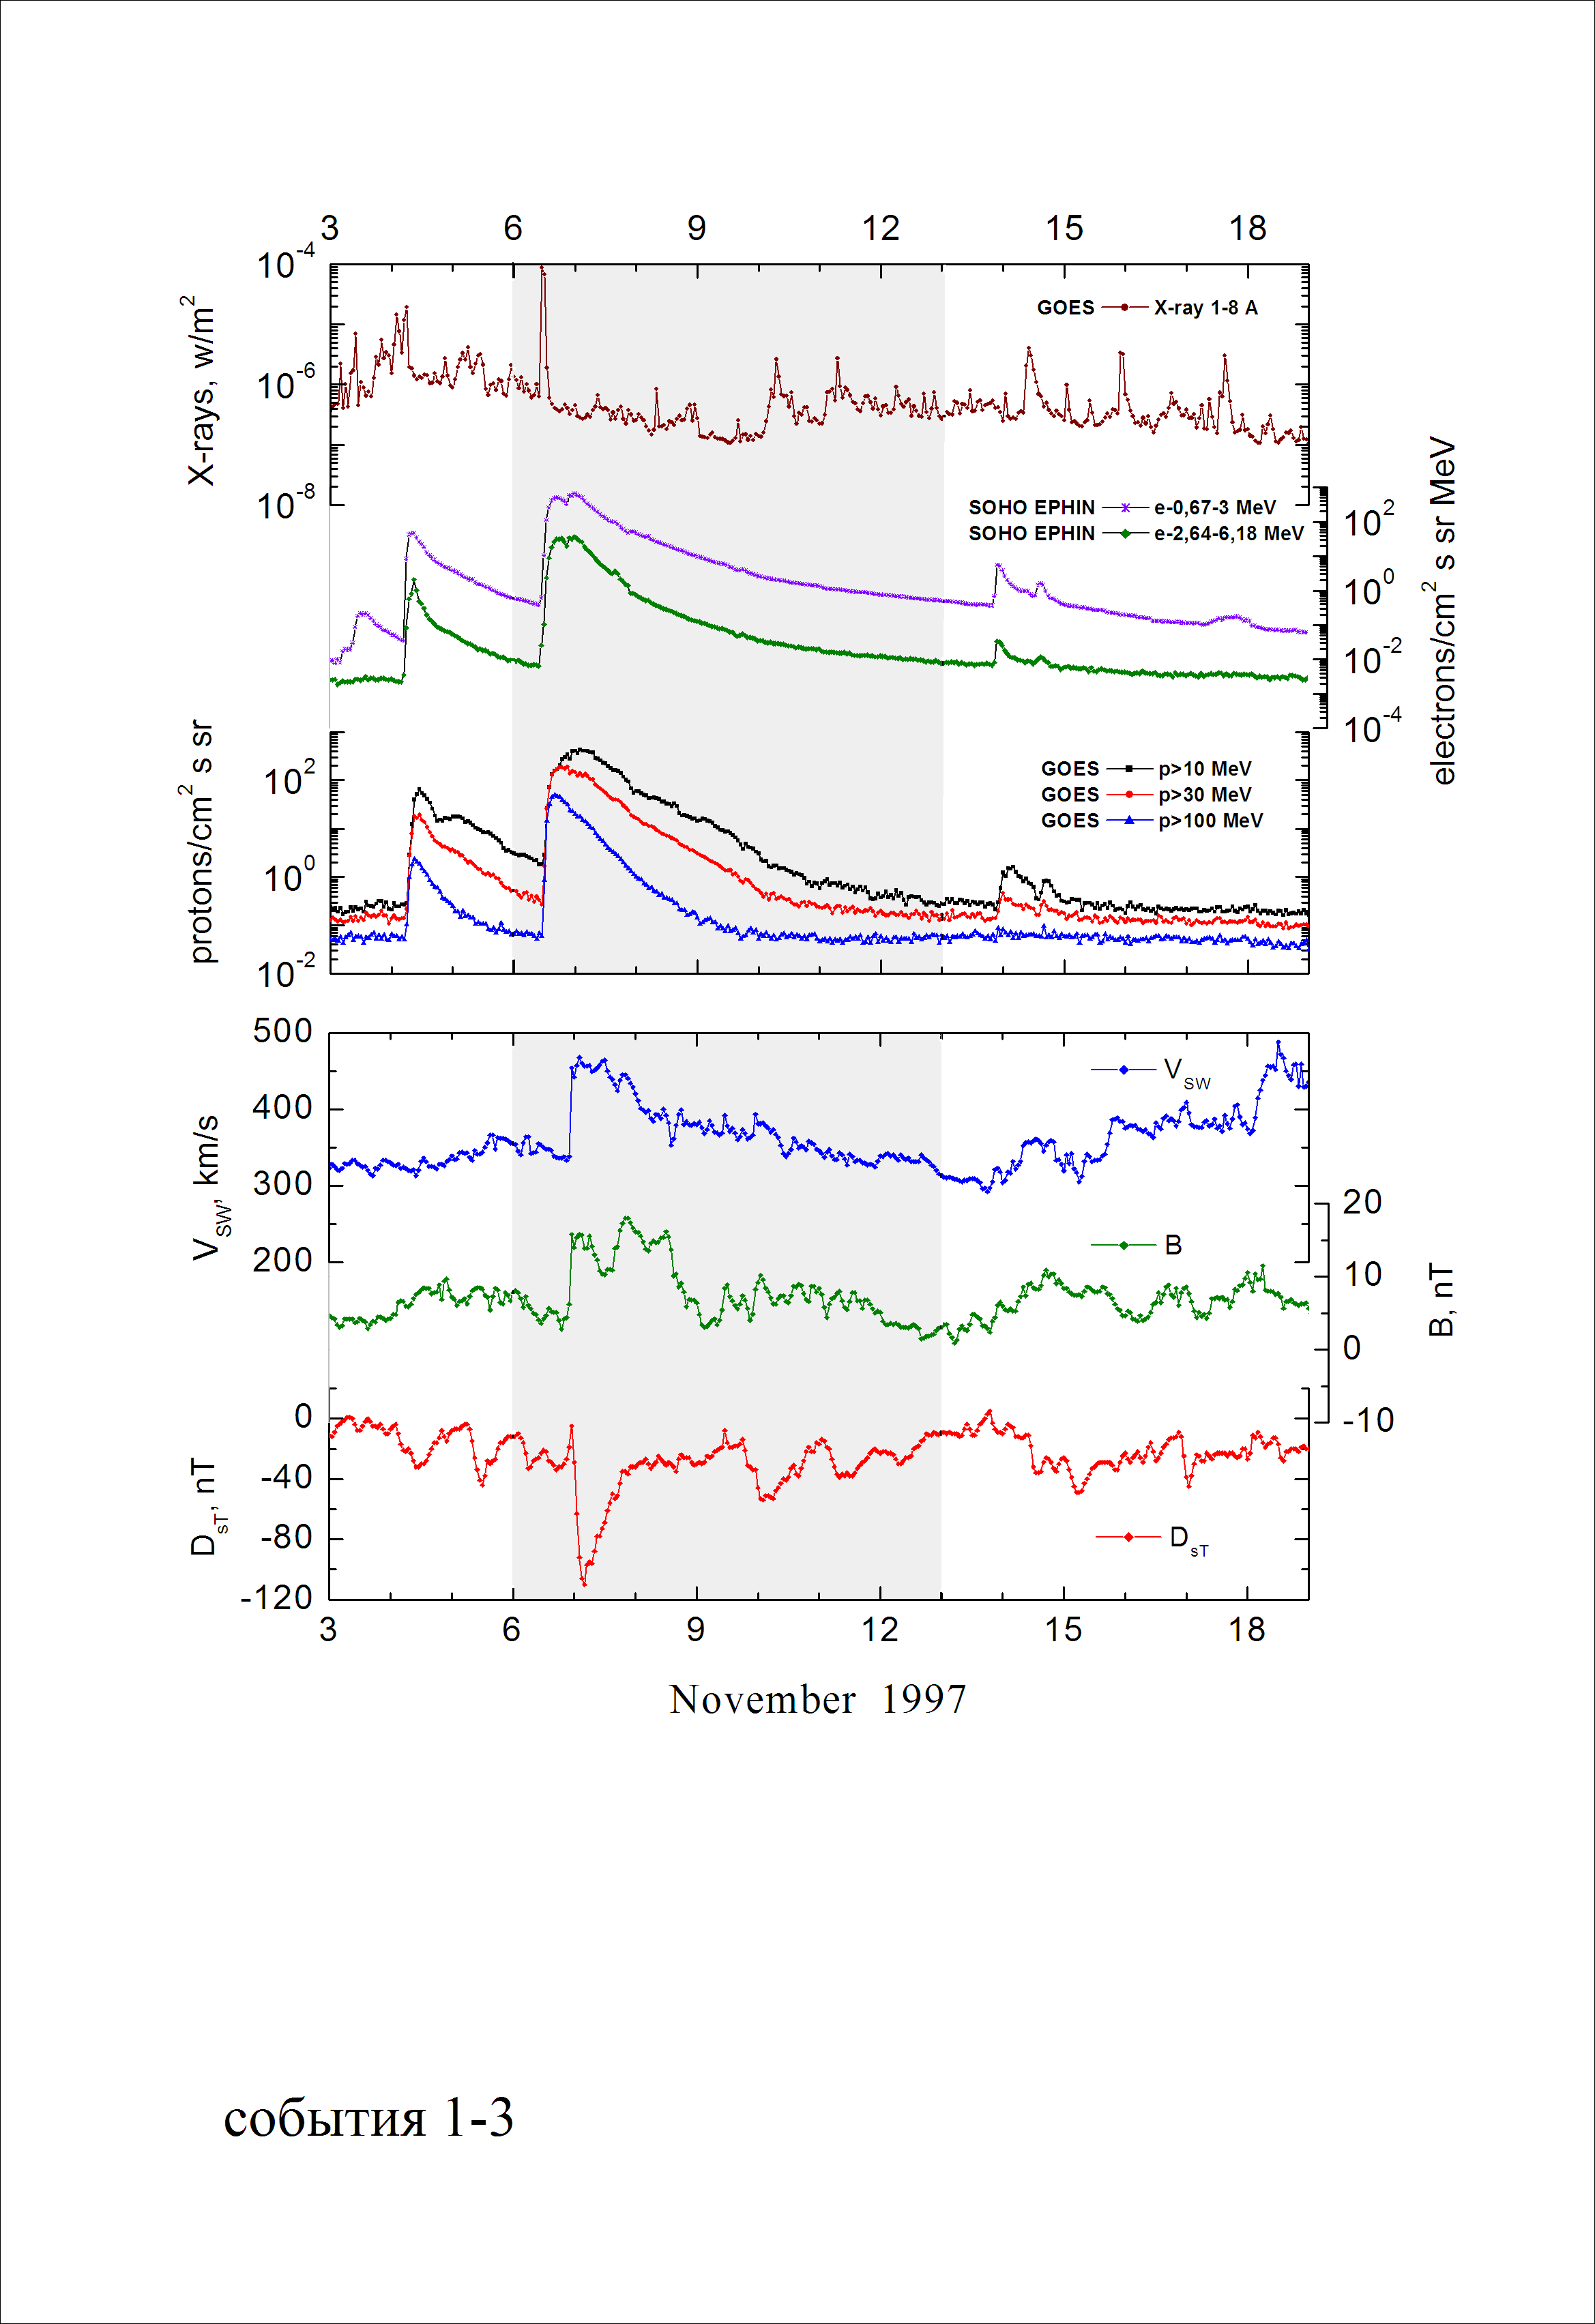 3 6 9 12 15 18
X-rays, w/m²
10⁻⁴
10⁻⁶
10⁻⁸
GOES X-ray 1-8 A
SOHO EPHIN e-0,67-3 MeV
SOHO EPHIN e-2,64-6,18 MeV
electrons/cm² s sr MeV
10²
10⁰
10⁻²
10⁻⁴
protons/cm² s sr
10²
10⁰
10⁻²
GOES p>10 MeV
GOES p>30 MeV
GOES p>100 MeV
V_SW, km/s
500
400
300
200
V_SW
B
B, nT
20
10
0
-10
D_sT, nT
0
-40
-80
-120
D_sT
3 6 9 12 15 18
November 1997
события 1-3